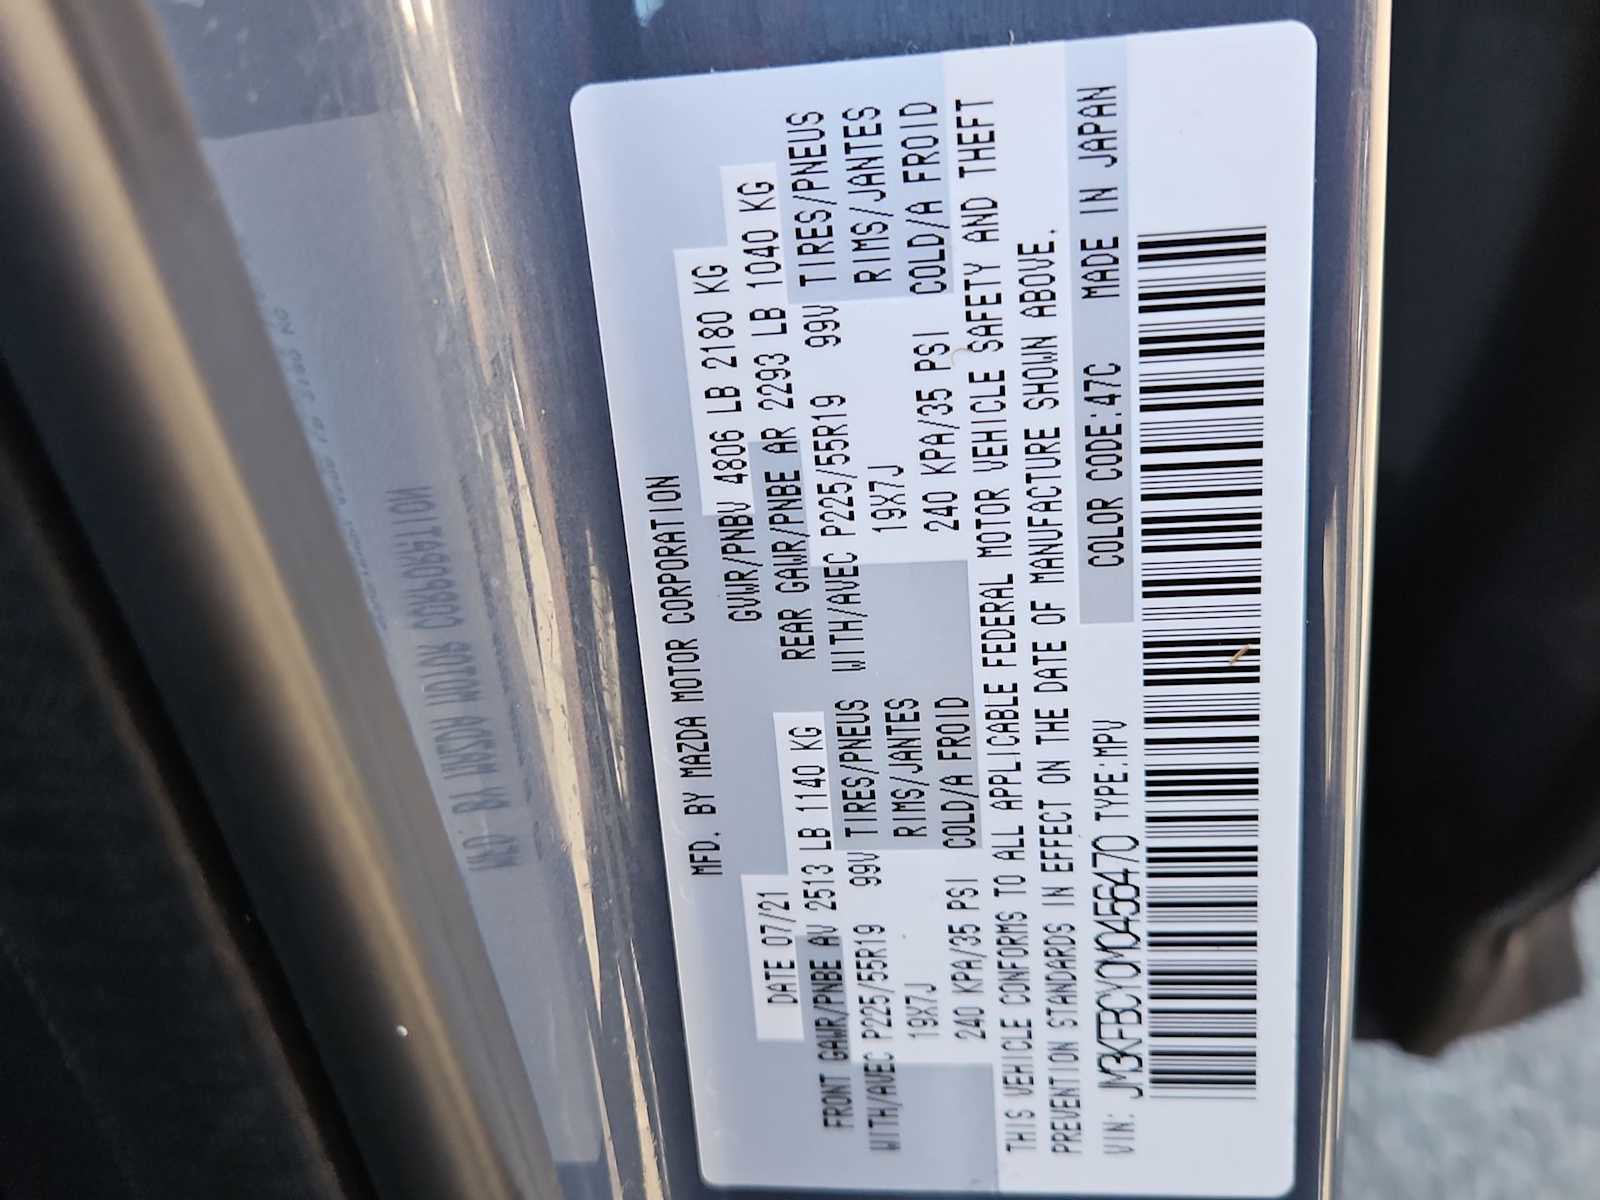 MFD. BY MAZDA MOTOR CORPORATION
DATE 07/21 GVWR/PNBV 4806 LB 2180 KG
FRONT GAWR/PNBE AV 2513 LB 1140 KG REAR GAWR/PNBE AR 2293 LB 1040 KG
WITH/AVEC P225/55R19 99V TIRES/PNEUS WITH/AVEC P225/55R19 99V TIRES/PNEUS
19X7J RIMS/JANTES 19X7J RIMS/JANTES
240 KPA/35 PSI COLD/A FROID 240 KPA/35 PSI COLD/A FROID
THIS VEHICLE CONFORMS TO ALL APPLICABLE FEDERAL MOTOR VEHICLE SAFETY AND THEFT
PREVENTION STANDARDS IN EFFECT ON THE DATE OF MANUFACTURE SHOWN ABOVE.
VIN: JM3KFBCY0M0456470 TYPE:MPV COLOR CODE:47C MADE IN JAPAN